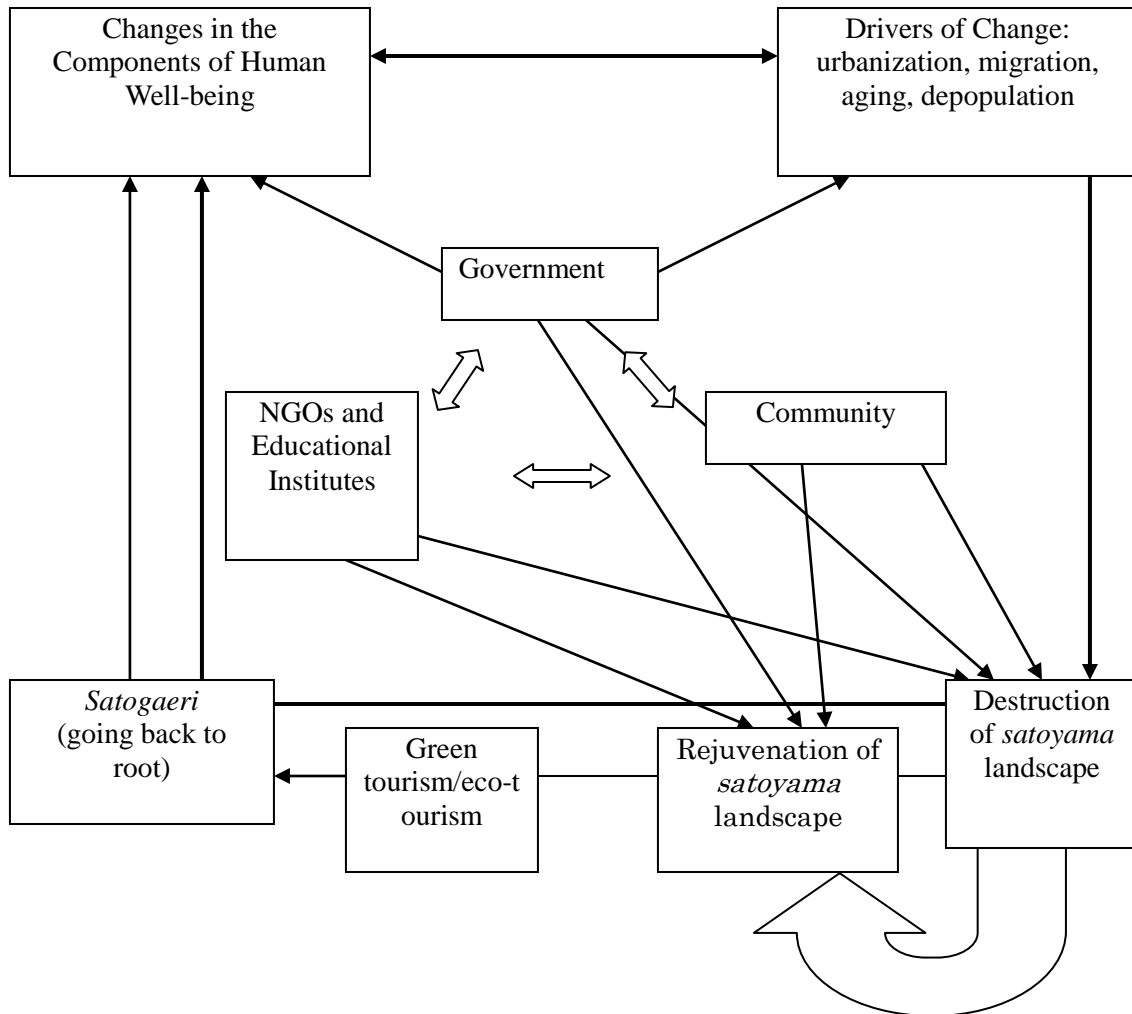 Changes in the
Components of Human
Well-being
Drivers of Change:
urbanization, migration,
aging, depopulation
Government
NGOs and
Educational
Institutes
Community
Satogaeri
(going back to
root)
Green
tourism/eco-t
ourism
Rejuvenation of
satoyama
landscape
Destruction
of satoyama
landscape